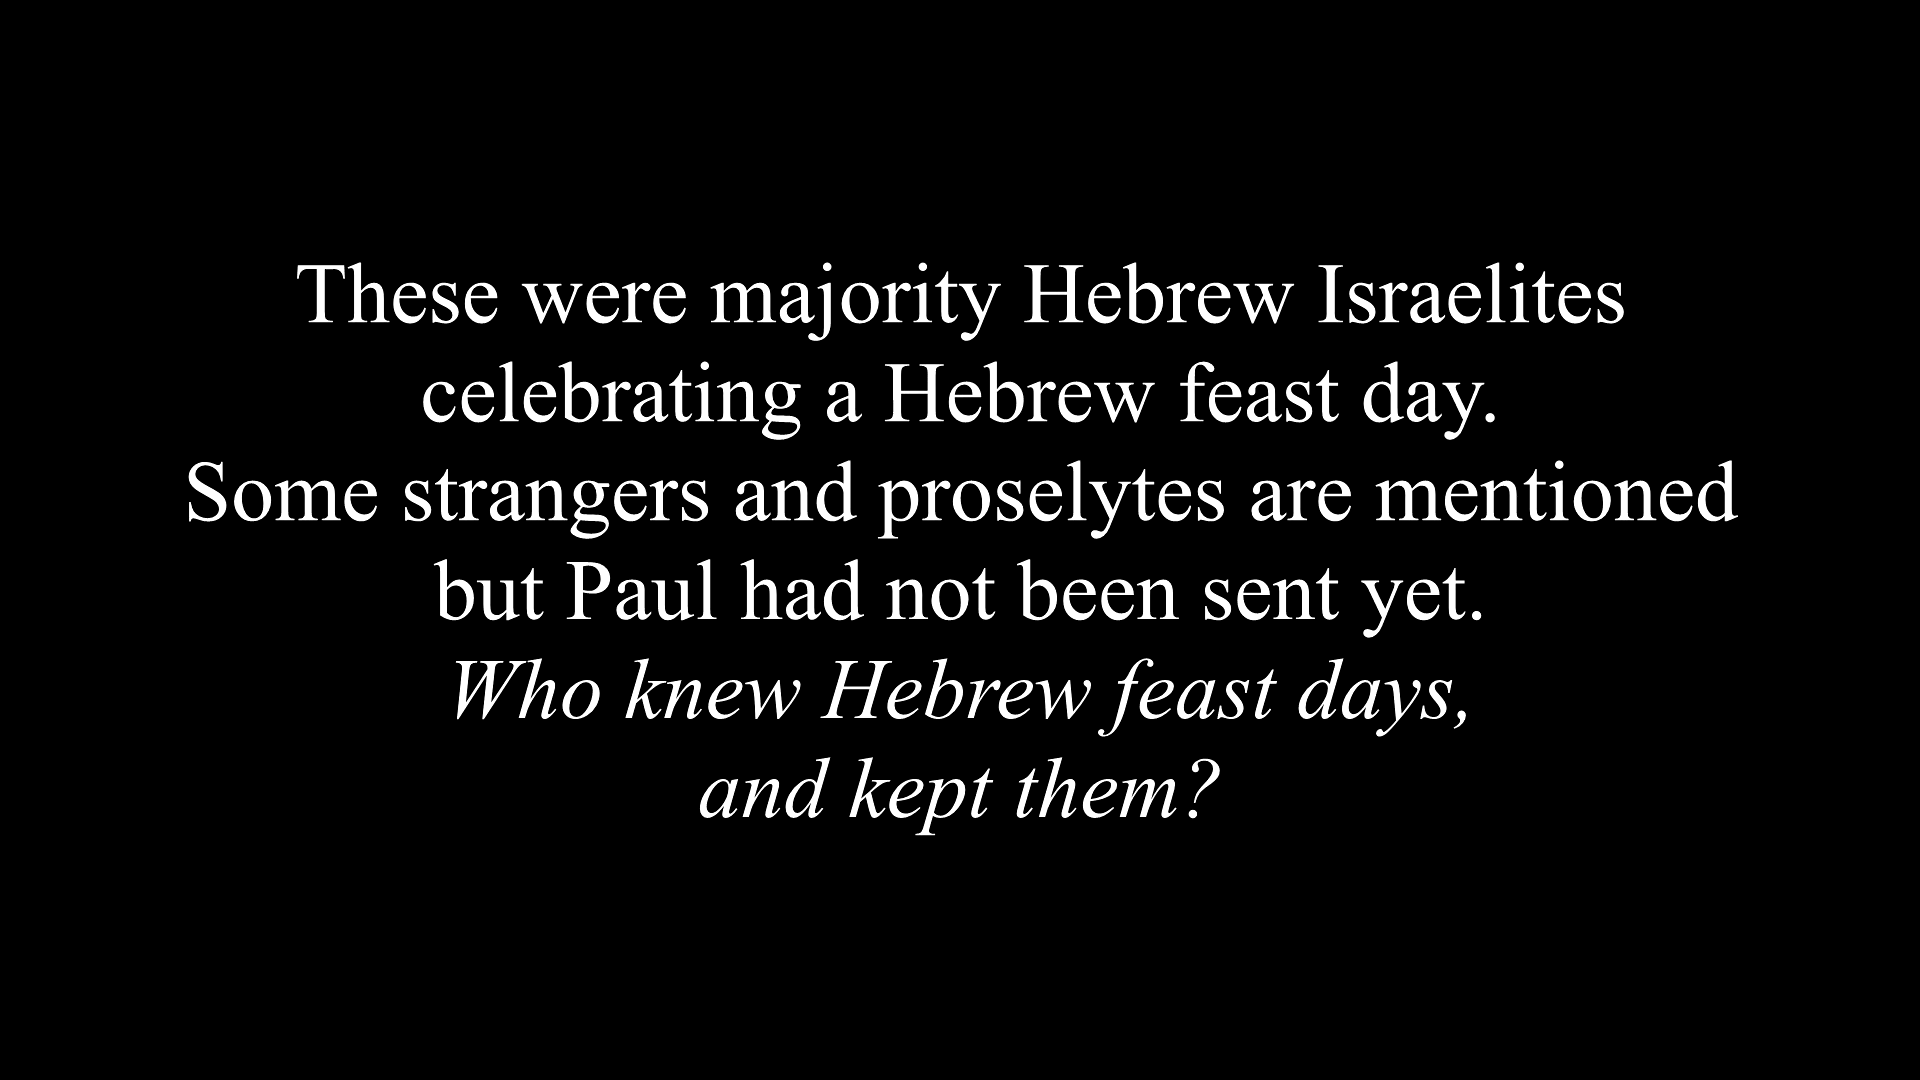 These were majority Hebrew Israelites
celebrating a Hebrew feast day.
Some strangers and proselytes are mentioned
but Paul had not been sent yet.
Who knew Hebrew feast days,
and kept them?